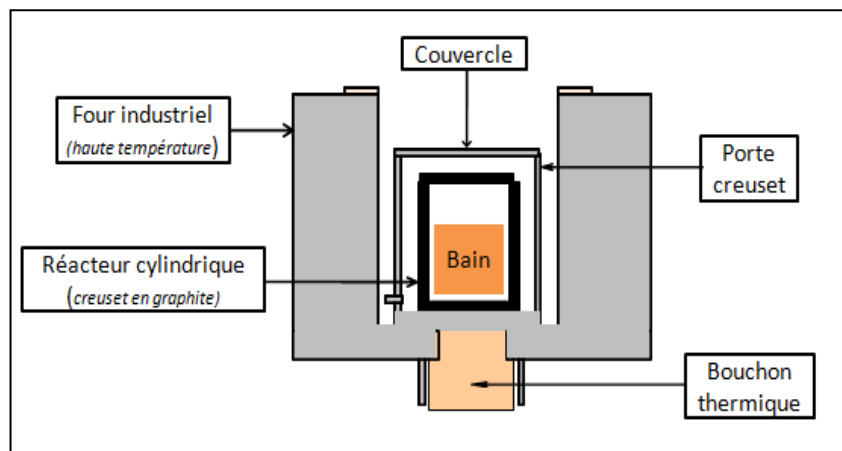 Couvercle
Four industriel
(haute température)
Porte
creuset
Réacteur cylindrique
(creuset en graphite)
Bain
Bouchon
thermique